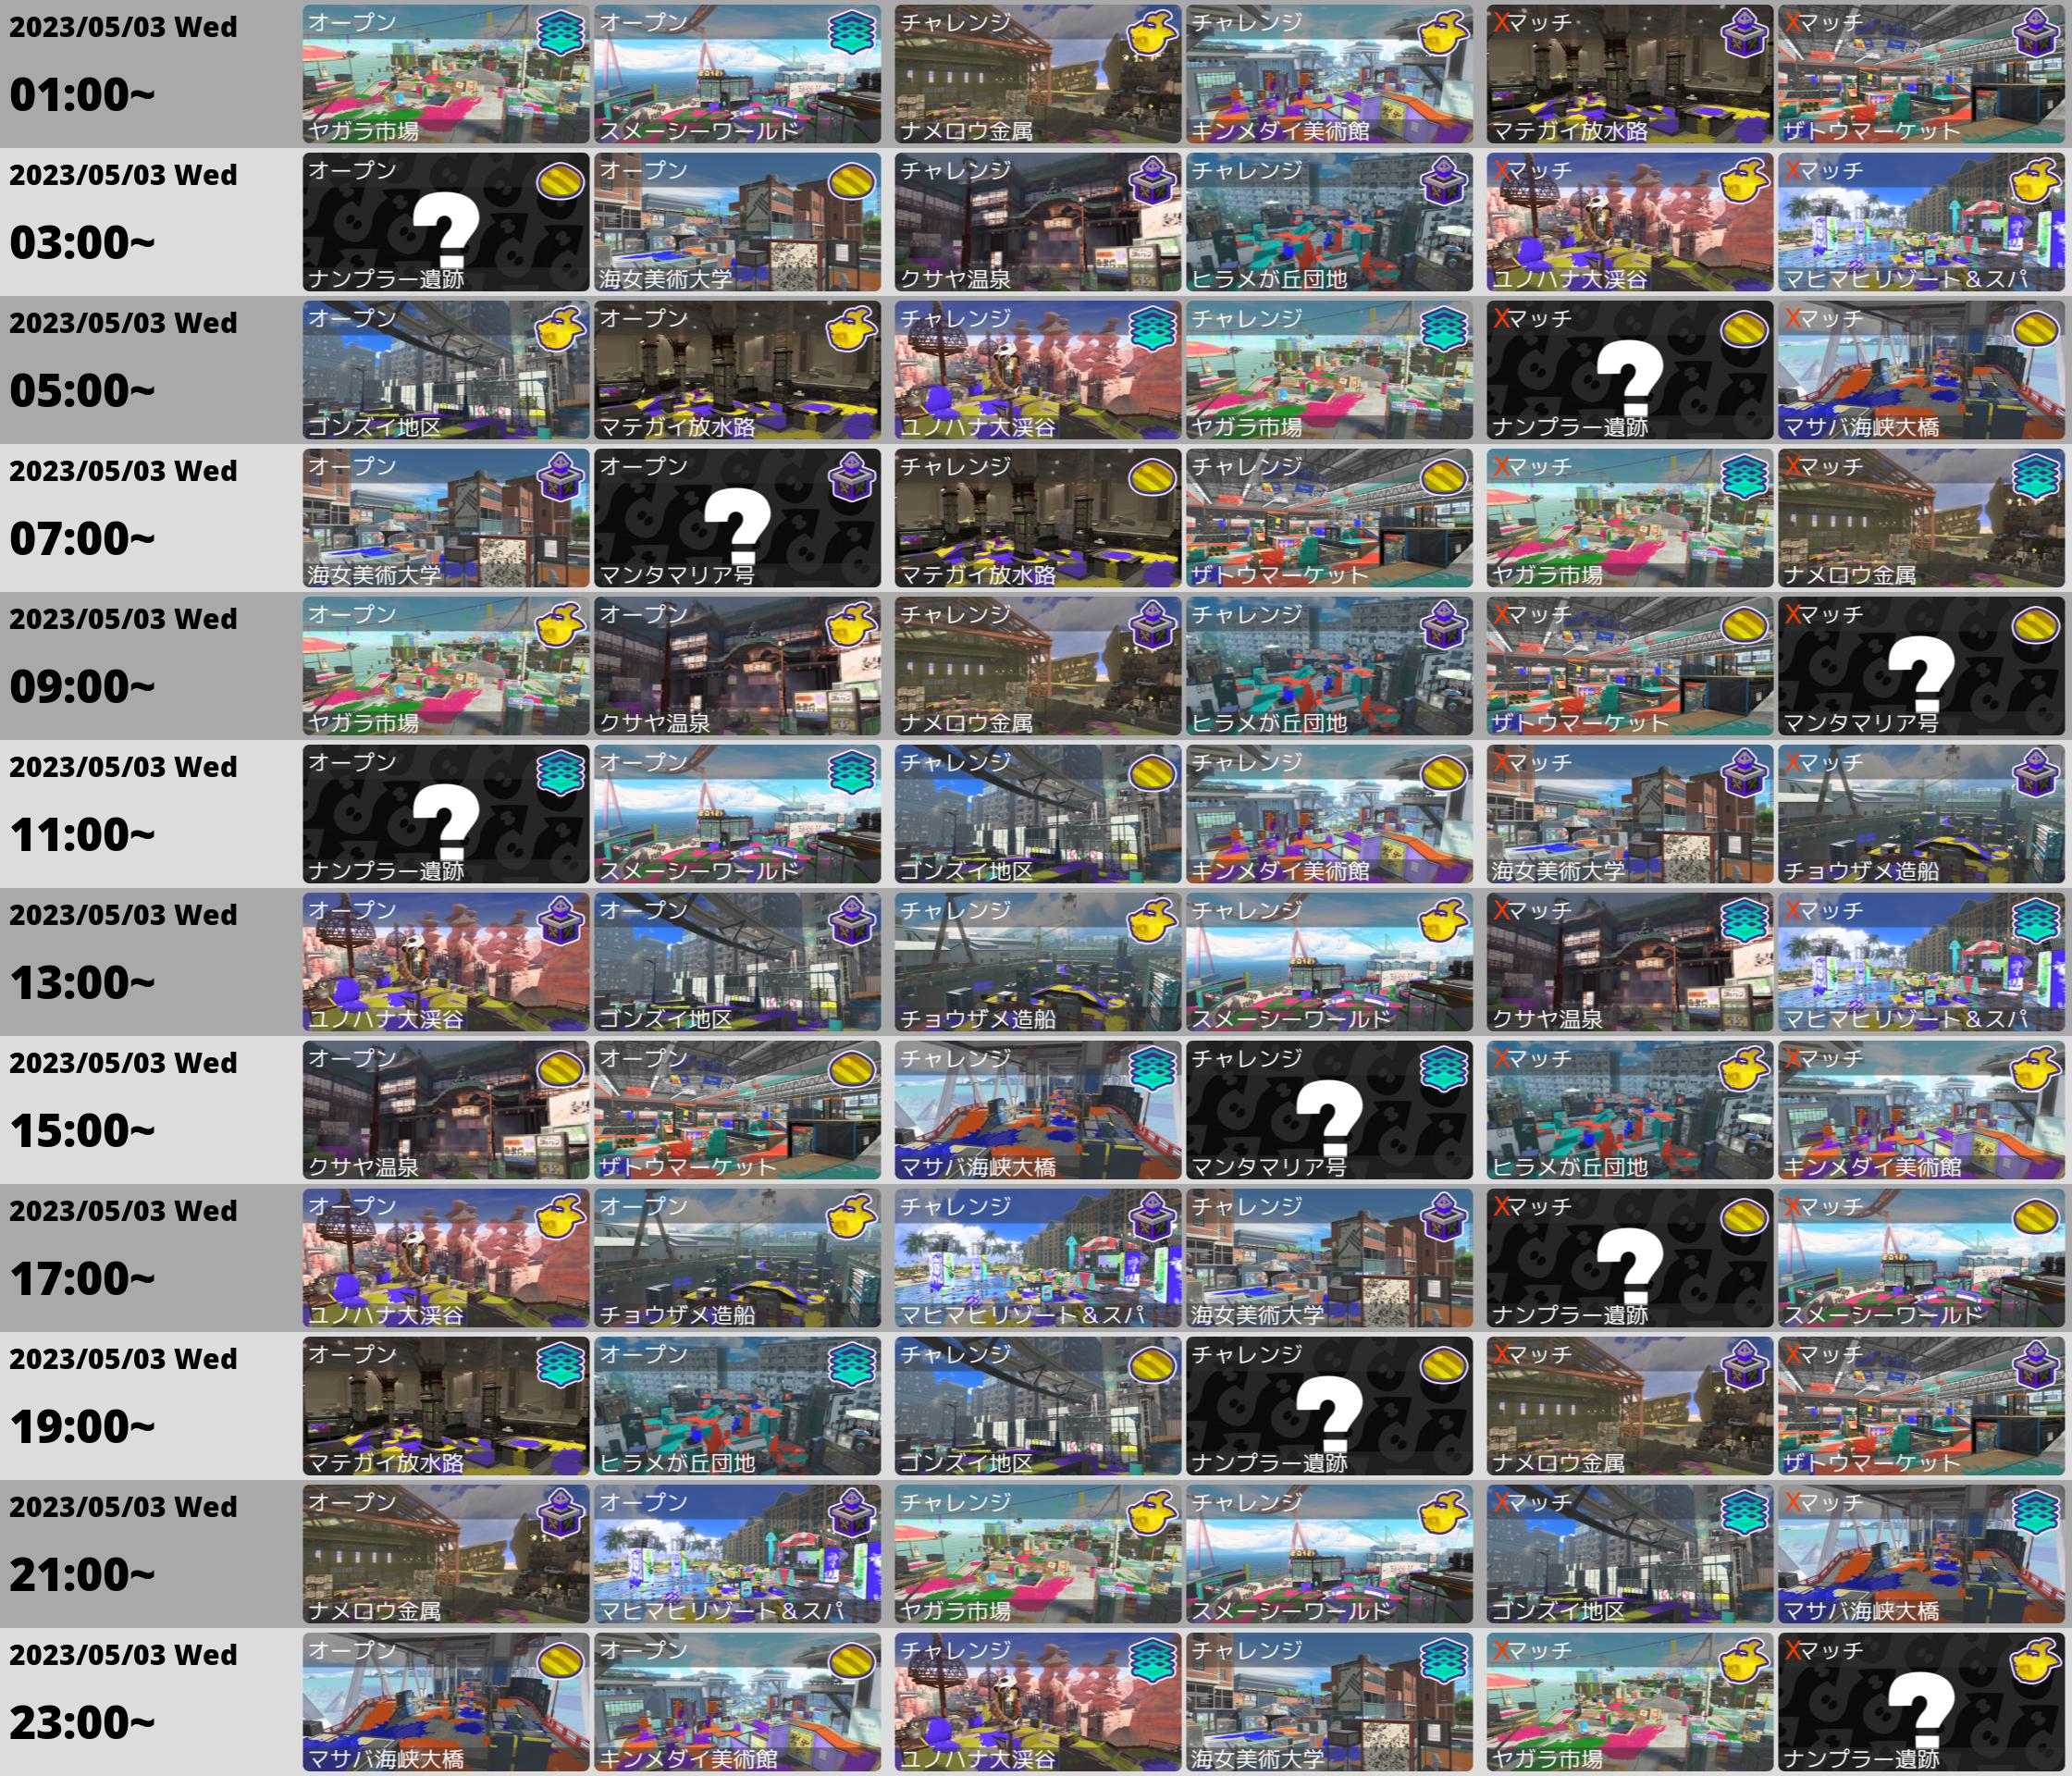 2023/05/03 Wed
01:00~
オープン オープン チャレンジ チャレンジ Xマッチ Xマッチ
ヤガラ市場 スメーシーワールド ナメロウ金属 キンメダイ美術館 マテガイ放水路 ザトウマーケット
2023/05/03 Wed
03:00~
オープン オープン チャレンジ チャレンジ Xマッチ Xマッチ
?
ナンプラー遺跡 海女美術大学 クサヤ温泉 ヒラメが丘団地 ユノハナ大渓谷 マヒマヒリゾート&スパ
2023/05/03 Wed
05:00~
オープン オープン チャレンジ チャレンジ Xマッチ Xマッチ
?
ゴンズイ地区 マテガイ放水路 ユノハナ大渓谷 ヤガラ市場 ナンプラー遺跡 マサバ海峡大橋
2023/05/03 Wed
07:00~
オープン オープン チャレンジ チャレンジ Xマッチ Xマッチ
?
海女美術大学 マンタマリア号 マテガイ放水路 ザトウマーケット ヤガラ市場 ナメロウ金属
2023/05/03 Wed
09:00~
オープン オープン チャレンジ チャレンジ Xマッチ Xマッチ
?
ヤガラ市場 クサヤ温泉 ナメロウ金属 ヒラメが丘団地 ザトウマーケット マンタマリア号
2023/05/03 Wed
11:00~
オープン オープン チャレンジ チャレンジ Xマッチ Xマッチ
?
ナンプラー遺跡 スメーシーワールド ゴンズイ地区 キンメダイ美術館 海女美術大学 チョウザメ造船
2023/05/03 Wed
13:00~
オープン オープン チャレンジ チャレンジ Xマッチ Xマッチ
ユノハナ大渓谷 ゴンズイ地区 チョウザメ造船 スメーシーワールド クサヤ温泉 マヒマヒリゾート&スパ
2023/05/03 Wed
15:00~
オープン オープン チャレンジ チャレンジ Xマッチ Xマッチ
?
クサヤ温泉 ザトウマーケット マサバ海峡大橋 マンタマリア号 ヒラメが丘団地 キンメダイ美術館
2023/05/03 Wed
17:00~
オープン オープン チャレンジ チャレンジ Xマッチ Xマッチ
?
ユノハナ大渓谷 チョウザメ造船 マヒマヒリゾート&スパ 海女美術大学 ナンプラー遺跡 スメーシーワールド
2023/05/03 Wed
19:00~
オープン オープン チャレンジ チャレンジ Xマッチ Xマッチ
?
マテガイ放水路 ヒラメが丘団地 ゴンズイ地区 ナンプラー遺跡 ナメロウ金属 ザトウマーケット
2023/05/03 Wed
21:00~
オープン オープン チャレンジ チャレンジ Xマッチ Xマッチ
ナメロウ金属 マヒマヒリゾート&スパ ヤガラ市場 スメーシーワールド ゴンズイ地区 マサバ海峡大橋
2023/05/03 Wed
23:00~
オープン オープン チャレンジ チャレンジ Xマッチ Xマッチ
?
マサバ海峡大橋 キンメダイ美術館 ユノハナ大渓谷 海女美術大学 ヤガラ市場 ナンプラー遺跡